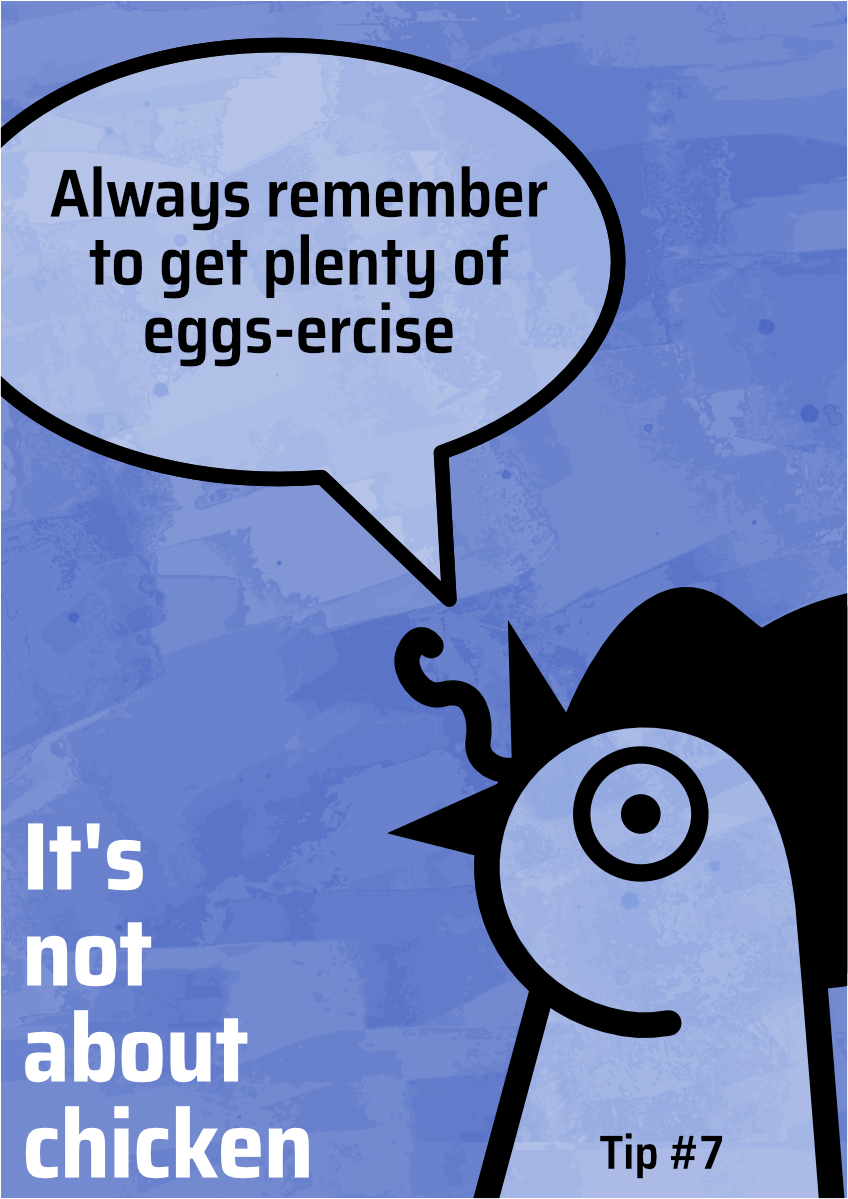 Always remember
to get plenty of
eggs-ercise
It's
not
about
chicken
Tip #7